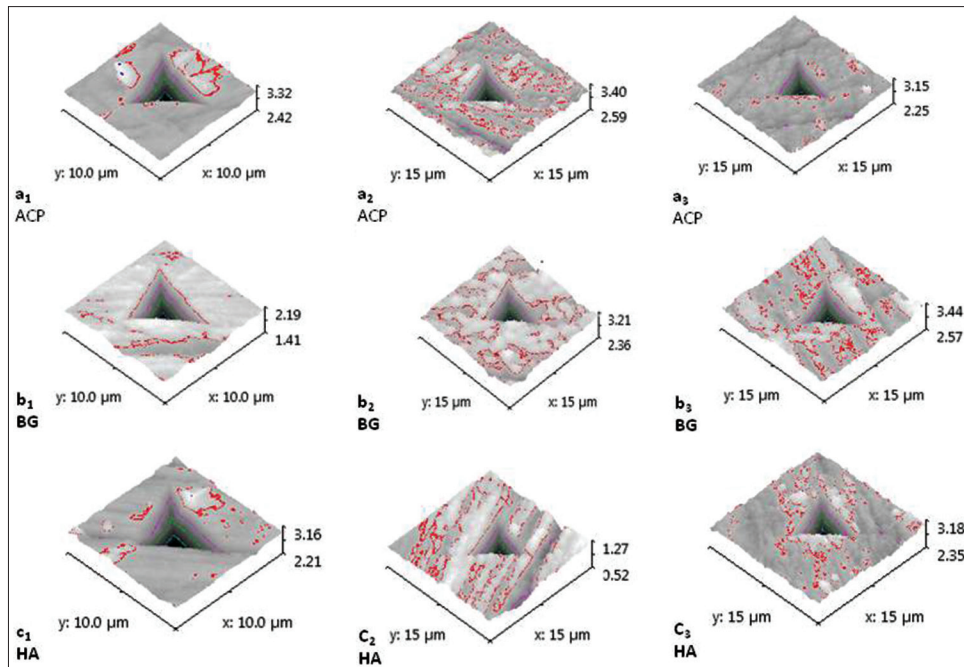 3.32
2.42
y: 10.0 µm
x: 10.0 µm
a1
ACP
3.40
2.59
y: 15 µm
x: 15 µm
a2
ACP
3.15
2.25
y: 15 µm
x: 15 µm
a3
ACP
2.19
1.41
y: 10.0 µm
x: 10.0 µm
b1
BG
3.21
2.36
y: 15 µm
x: 15 µm
b2
BG
3.44
2.57
y: 15 µm
x: 15 µm
b3
BG
3.16
2.21
y: 10.0 µm
x: 10.0 µm
c1
HA
1.27
0.52
y: 15 µm
x: 15 µm
C2
HA
3.18
2.35
y: 15 µm
x: 15 µm
C3
HA